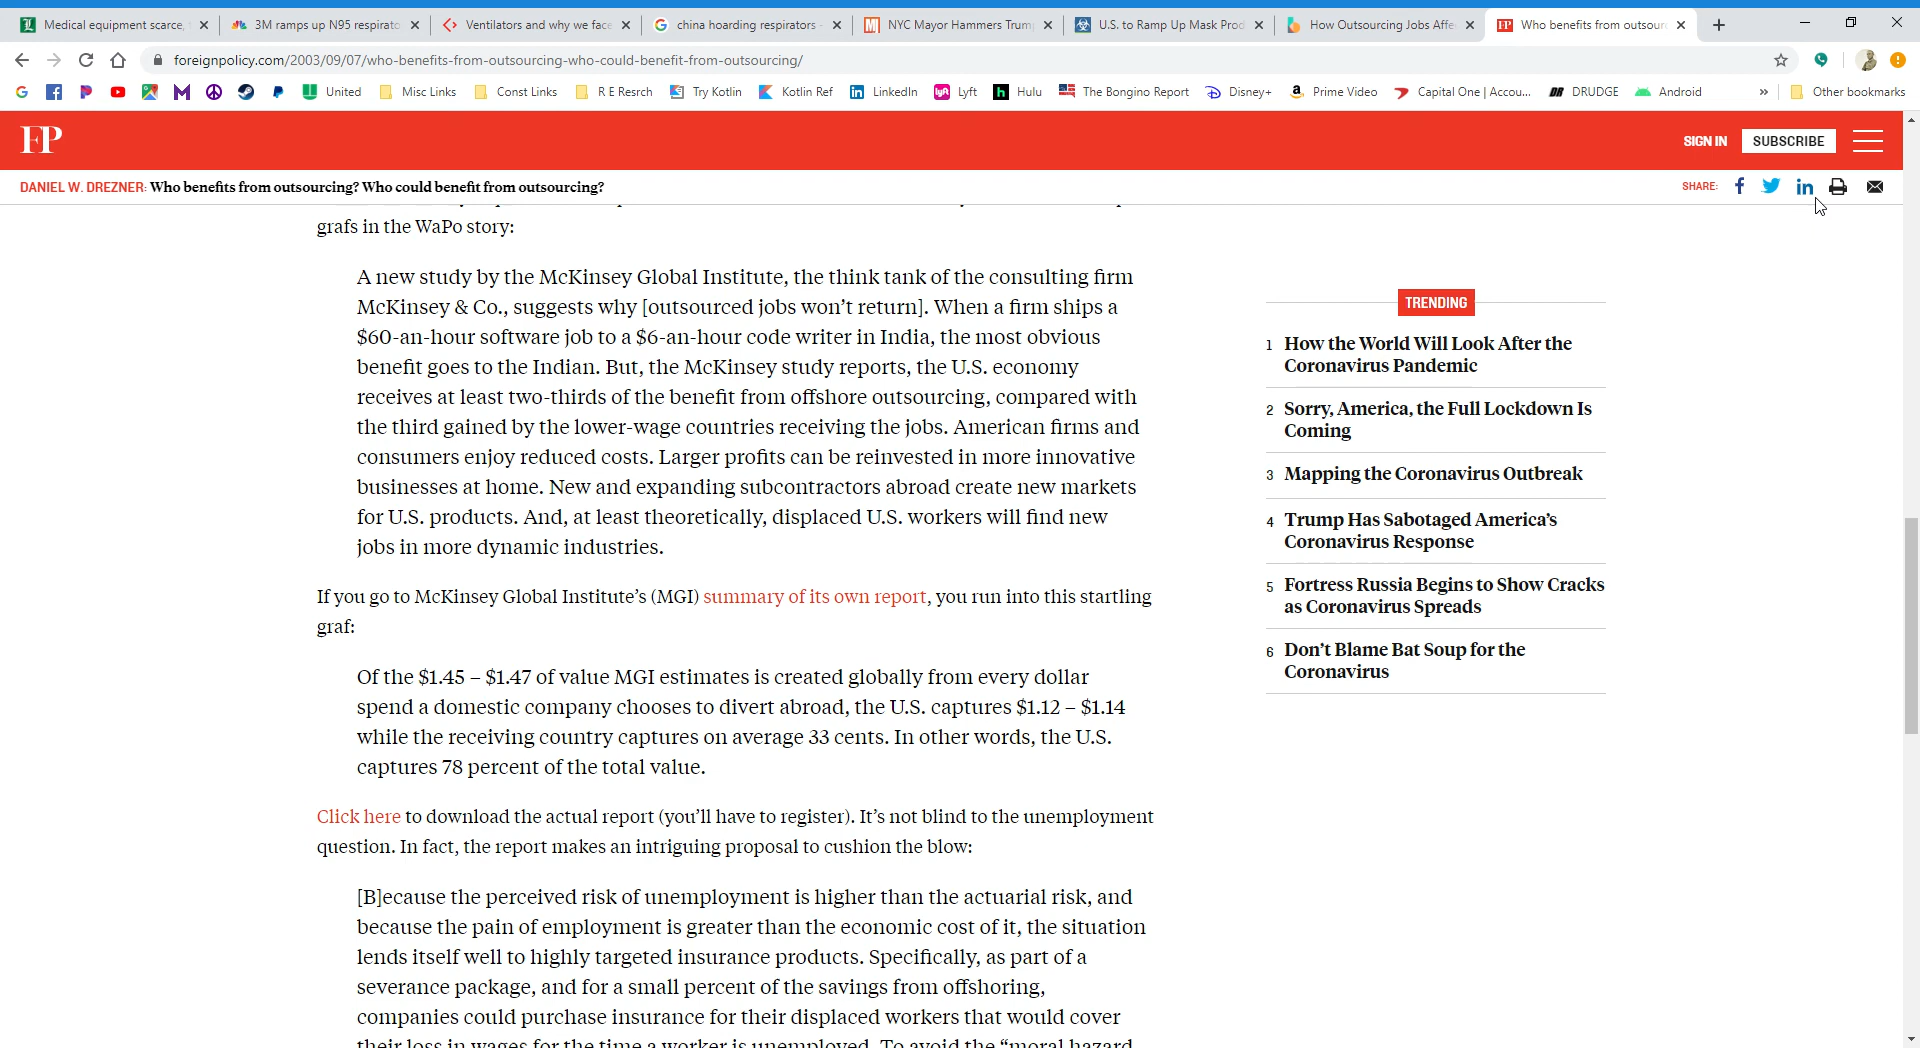 Medical equipment scarce,
3M ramps up N95 respirato
Ventilators and why we face
china hoarding respirators -
NYC Mayor Hammers Trum
U.S. to Ramp Up Mask Prod
How Outsourcing Jobs Affe
Who benefits from outsour
foreignpolicy.com/2003/09/07/who-benefits-from-outsourcing-who-could-benefit-from-outsourcing/
United
Misc Links
Const Links
R E Resrch
Try Kotlin
Kotlin Ref
LinkedIn
Lyft
Hulu
The Bongino Report
Disney+
Prime Video
Capital One | Accou...
DRUDGE
Android
»
Other bookmarks
FP
SIGN IN
SUBSCRIBE
DANIEL W. DREZNER: Who benefits from outsourcing? Who could benefit from outsourcing?
SHARE:
grafs in the WaPo story:
A new study by the McKinsey Global Institute, the think tank of the consulting firm
McKinsey & Co., suggests why [outsourced jobs won’t return]. When a firm ships a
$60-an-hour software job to a $6-an-hour code writer in India, the most obvious
benefit goes to the Indian. But, the McKinsey study reports, the U.S. economy
receives at least two-thirds of the benefit from offshore outsourcing, compared with
the third gained by the lower-wage countries receiving the jobs. American firms and
consumers enjoy reduced costs. Larger profits can be reinvested in more innovative
businesses at home. New and expanding subcontractors abroad create new markets
for U.S. products. And, at least theoretically, displaced U.S. workers will find new
jobs in more dynamic industries.
If you go to McKinsey Global Institute’s (MGI) summary of its own report, you run into this startling
graf:
Of the $1.45 – $1.47 of value MGI estimates is created globally from every dollar
spend a domestic company chooses to divert abroad, the U.S. captures $1.12 – $1.14
while the receiving country captures on average 33 cents. In other words, the U.S.
captures 78 percent of the total value.
Click here to download the actual report (you’ll have to register). It’s not blind to the unemployment
question. In fact, the report makes an intriguing proposal to cushion the blow:
[B]ecause the perceived risk of unemployment is higher than the actuarial risk, and
because the pain of employment is greater than the economic cost of it, the situation
lends itself well to highly targeted insurance products. Specifically, as part of a
severance package, and for a small percent of the savings from offshoring,
companies could purchase insurance for their displaced workers that would cover
their loss in wages for the time a worker is unemployed. To avoid the “moral hazard
TRENDING
1 How the World Will Look After the
Coronavirus Pandemic
2 Sorry, America, the Full Lockdown Is
Coming
3 Mapping the Coronavirus Outbreak
4 Trump Has Sabotaged America’s
Coronavirus Response
5 Fortress Russia Begins to Show Cracks
as Coronavirus Spreads
6 Don’t Blame Bat Soup for the
Coronavirus